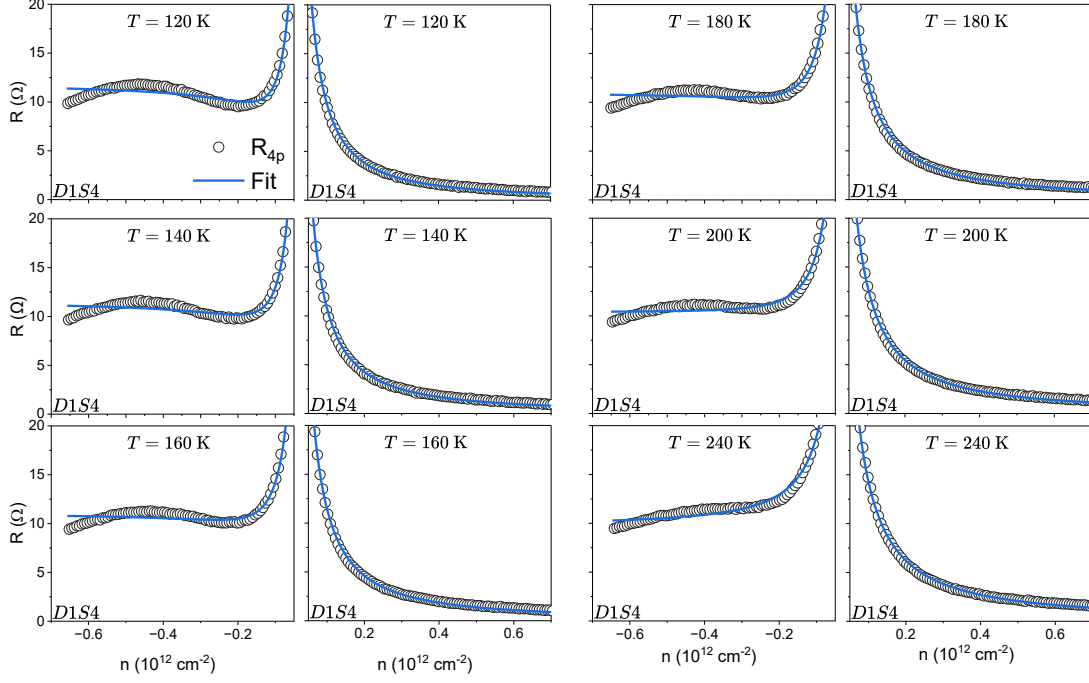 20
15
10
5
0
R (Ω)
T = 120 K
R4p
Fit
D1S4
T = 120 K
D1S4
T = 180 K
D1S4
T = 180 K
D1S4
20
15
10
5
0
R (Ω)
T = 140 K
D1S4
T = 140 K
D1S4
T = 200 K
D1S4
T = 200 K
D1S4
20
15
10
5
0
R (Ω)
T = 160 K
D1S4
T = 160 K
D1S4
T = 240 K
D1S4
T = 240 K
D1S4
−0.6 −0.4 −0.2
0.2 0.4 0.6
−0.6 −0.4 −0.2
0.2 0.4 0.6
n (10¹² cm⁻²)
n (10¹² cm⁻²)
n (10¹² cm⁻²)
n (10¹² cm⁻²)